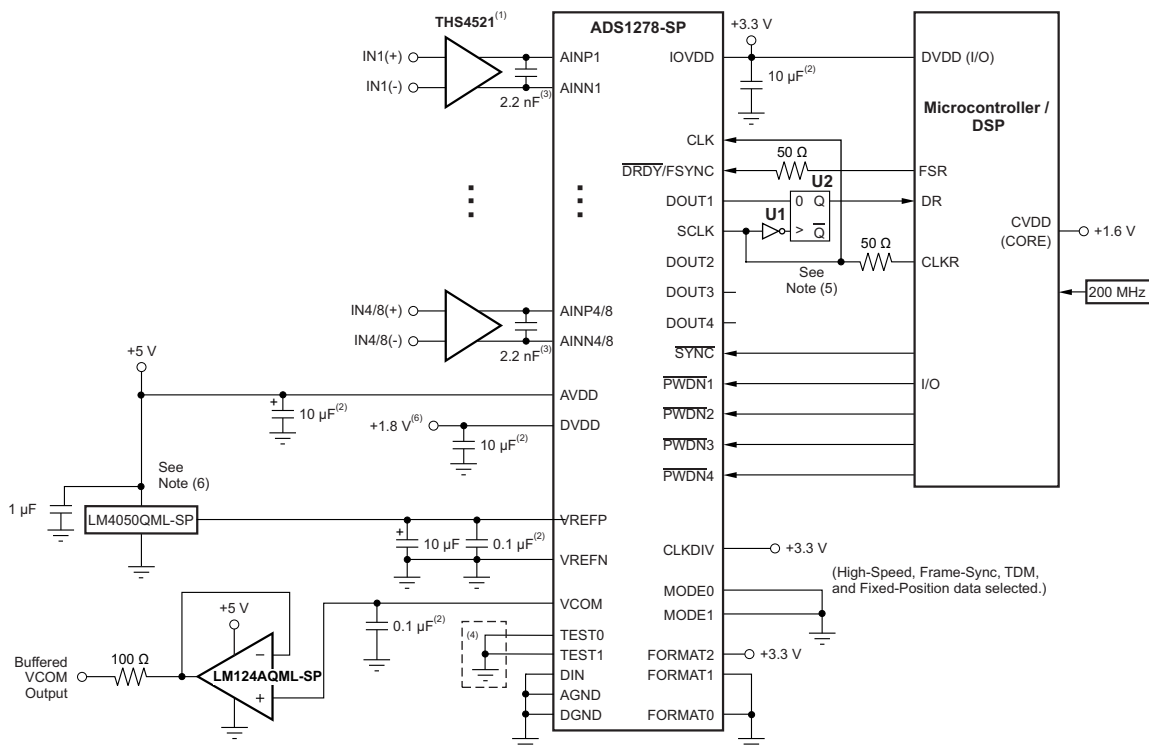 THS4521(1)
ADS1278-SP
+3.3 V
IN1(+)
AINP1
IOVDD
DVDD (I/O)
10 µF(2)
IN1(-)
AINN1
2.2 nF(3)
Microcontroller /
DSP
CLK
50 Ω
DRDY/FSYNC
FSR
U2
DOUT1
0 Q
DR
U1
SCLK
> Q
CVDD
(CORE)
+1.6 V
50 Ω
DOUT2
See
Note (5)
CLKR
DOUT3
200 MHz
IN4/8(+)
AINP4/8
DOUT4
IN4/8(-)
AINN4/8
2.2 nF(3)
SYNC
+5 V
PWDN1
I/O
AVDD
10 µF(2)
+
PWDN2
+1.8 V(6)
DVDD
10 µF(2)
PWDN3
PWDN4
See
Note (6)
1 µF
LM4050QML-SP
VREFP
+
10 µF
0.1 µF(2)
VREFN
CLKDIV
+3.3 V
(High-Speed, Frame-Sync, TDM,
and Fixed-Position data selected.)
MODE0
MODE1
VCOM
0.1 µF(2)
+5 V
(4)
TEST0
TEST1
FORMAT2
+3.3 V
100 Ω
Buffered
VCOM
Output
−
LM124AQML-SP
+
DIN
FORMAT1
AGND
DGND
FORMAT0